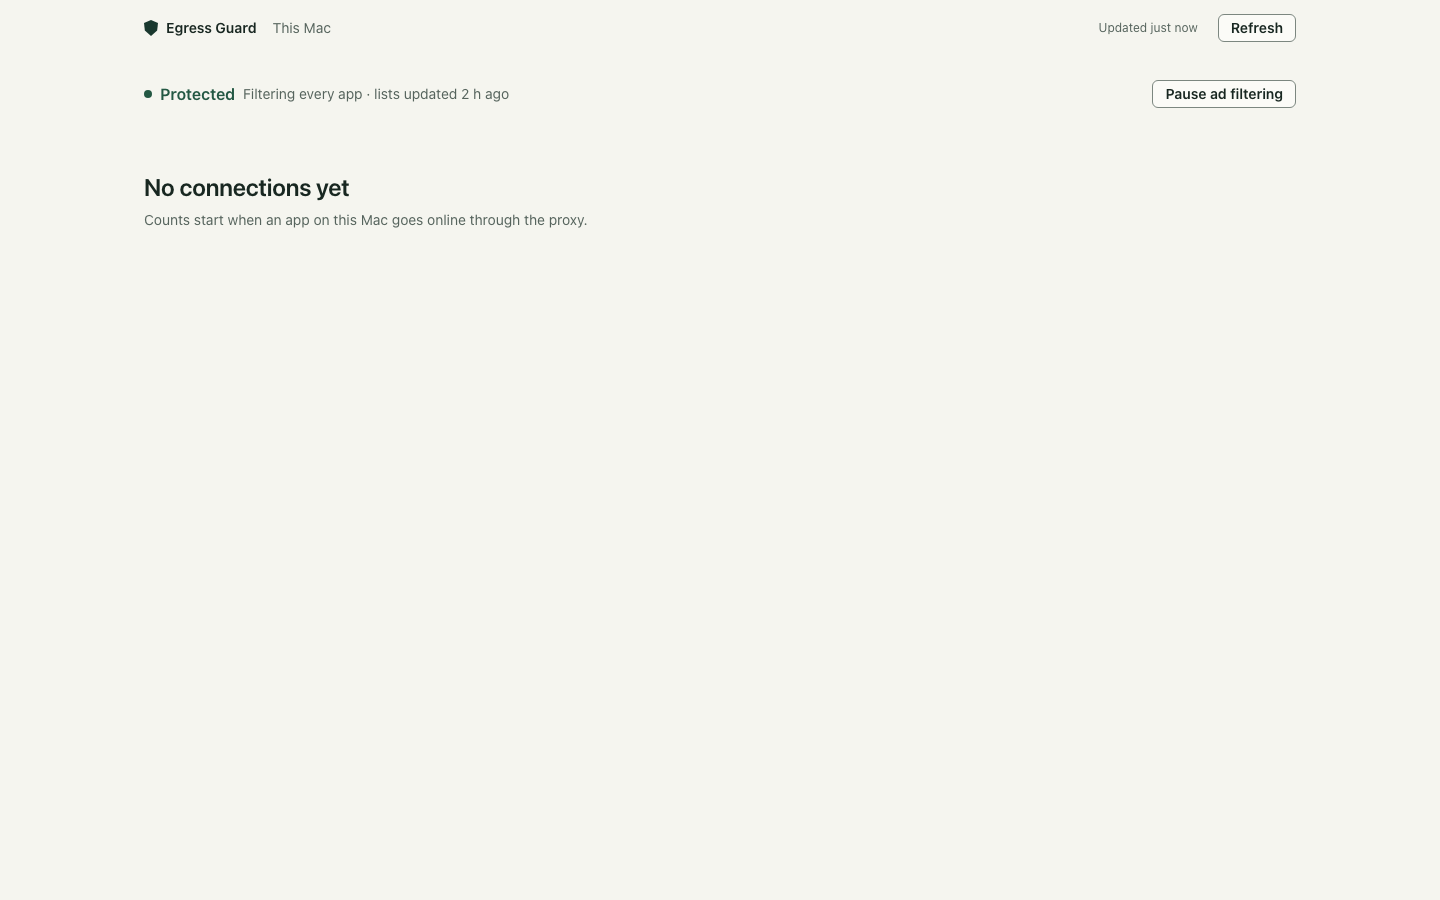 Egress Guard This Mac Updated just now Refresh
Protected Filtering every app · lists updated 2 h ago Pause ad filtering
No connections yet
Counts start when an app on this Mac goes online through the proxy.